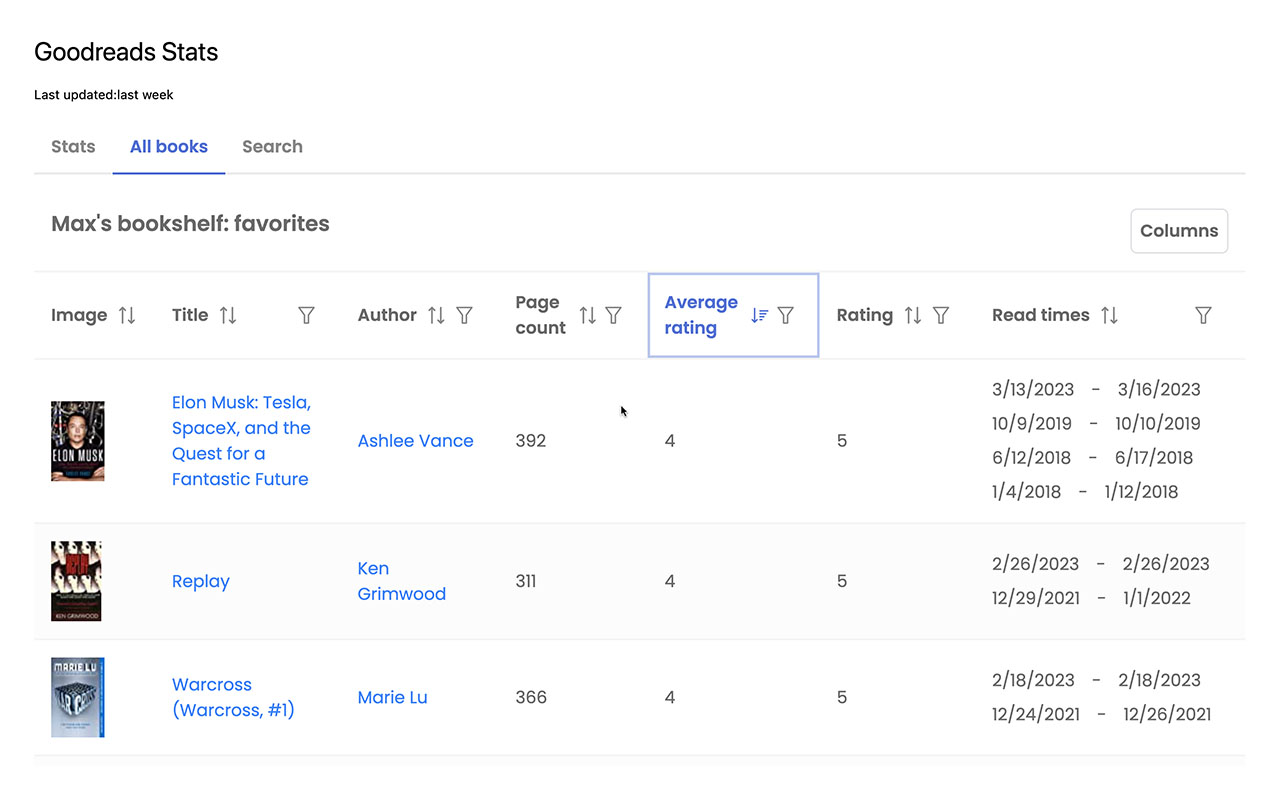 Goodreads Stats
Last updated:last week
Stats All books Search
Max's bookshelf: favorites
Columns
Image Title Author Page count Average rating Rating Read times
ELON MUSK
Elon Musk: Tesla,
SpaceX, and the
Quest for a
Fantastic Future
Ashlee Vance
392
4
5
3/13/2023 - 3/16/2023
10/9/2019 - 10/10/2019
6/12/2018 - 6/17/2018
1/4/2018 - 1/12/2018
REPLAY
KEN GRIMWOOD
Replay
Ken
Grimwood
311
4
5
2/26/2023 - 2/26/2023
12/29/2021 - 1/1/2022
MARIE LU
Warcross
(Warcross, #1)
Marie Lu
366
4
5
2/18/2023 - 2/18/2023
12/24/2021 - 12/26/2021